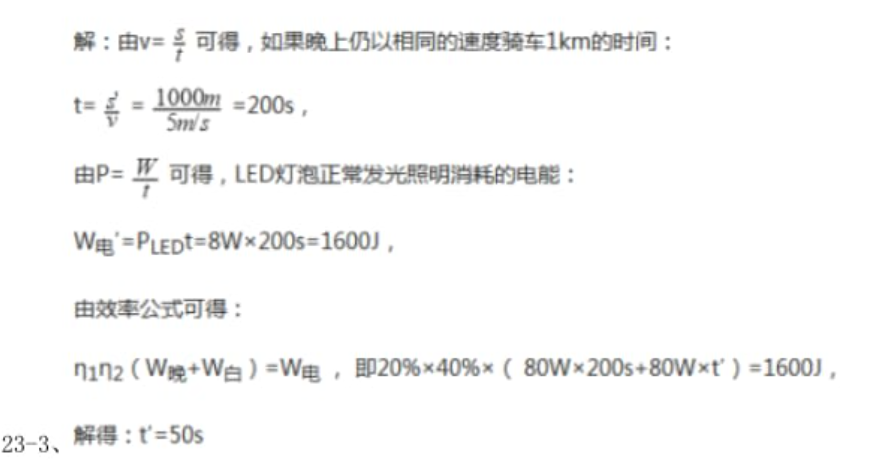 解：由v= s/t 可得，如果晚上仍以相同的速度骑车1km的时间：
t= s'/v = 1000m/5m/s =200s，
由P= W/t 可得，LED灯泡正常发光照明消耗的电能：
W电'=PLEDt=8W×200s=1600J，
由效率公式可得：
η1η2（W晚+W白）=W电 ，即20%×40%×（ 80W×200s+80W×t'）=1600J，
23-3、解得：t'=50s